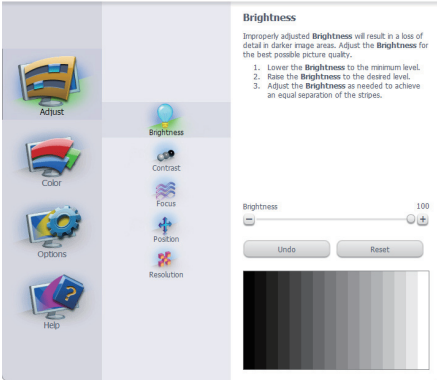 Adjust
Color
Options
Help
Brightness
Contrast
Focus
Position
Resolution
Brightness
Improperly adjusted Brightness will result in a loss of
detail in darker image areas. Adjust the Brightness for
the best possible picture quality.
1. Lower the Brightness to the minimum level.
2. Raise the Brightness to the desired level.
3. Adjust the Brightness as needed to achieve
an equal separation of the stripes.
Brightness 100
Undo Reset